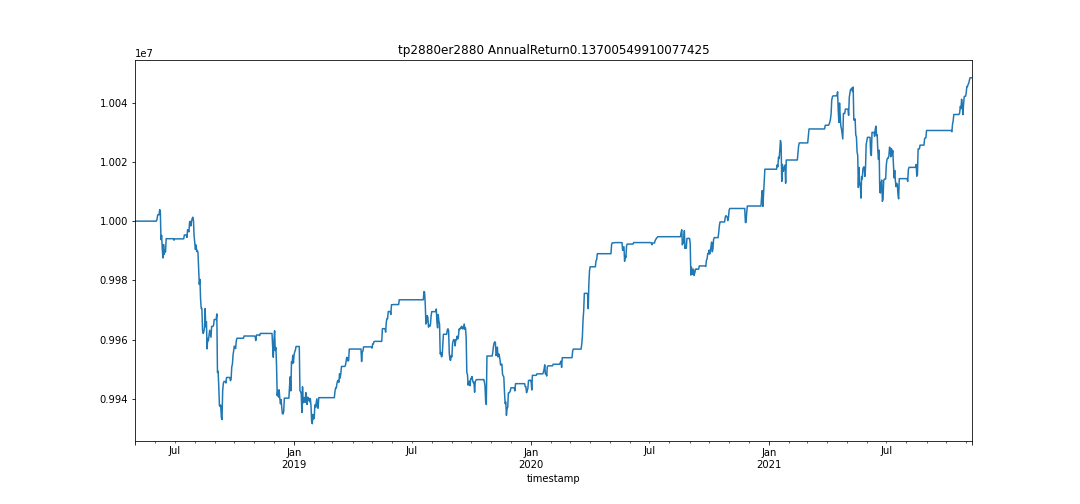 tp2880er2880 AnnualReturn0.13700549910077425
1e7
1.004
1.002
1.000
0.998
0.996
0.994
Jul
Jan
2019
Jul
Jan
2020
Jul
Jan
2021
Jul
timestamp